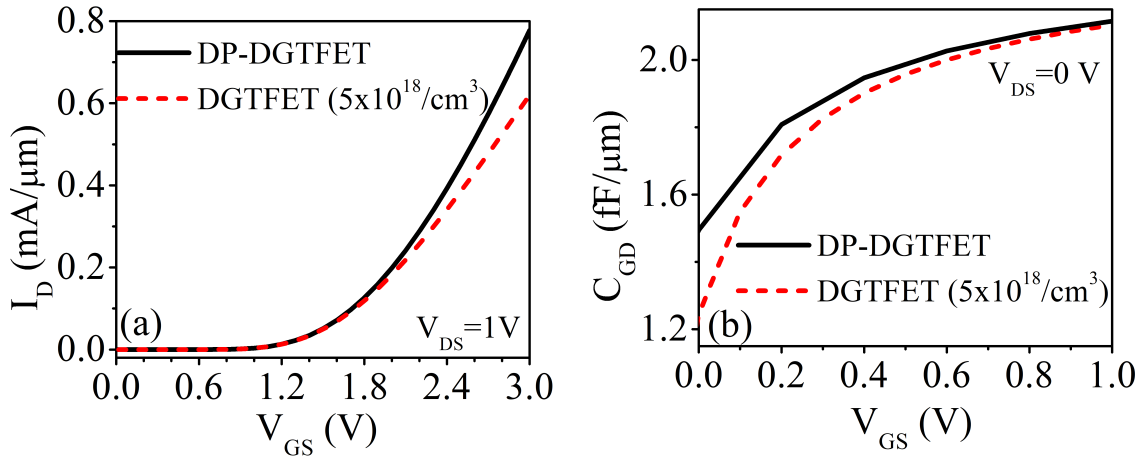 0.8
0.6
0.4
0.2
0.0
I_D (mA/μm)
DP-DGTFET
DGTFET (5x10^18/cm^3)
(a)
V_DS=1V
0.0 0.6 1.2 1.8 2.4 3.0
V_GS (V)
2.0
1.6
1.2
C_GD (fF/μm)
V_DS=0 V
DP-DGTFET
DGTFET (5x10^18/cm^3)
(b)
0.0 0.2 0.4 0.6 0.8 1.0
V_GS (V)